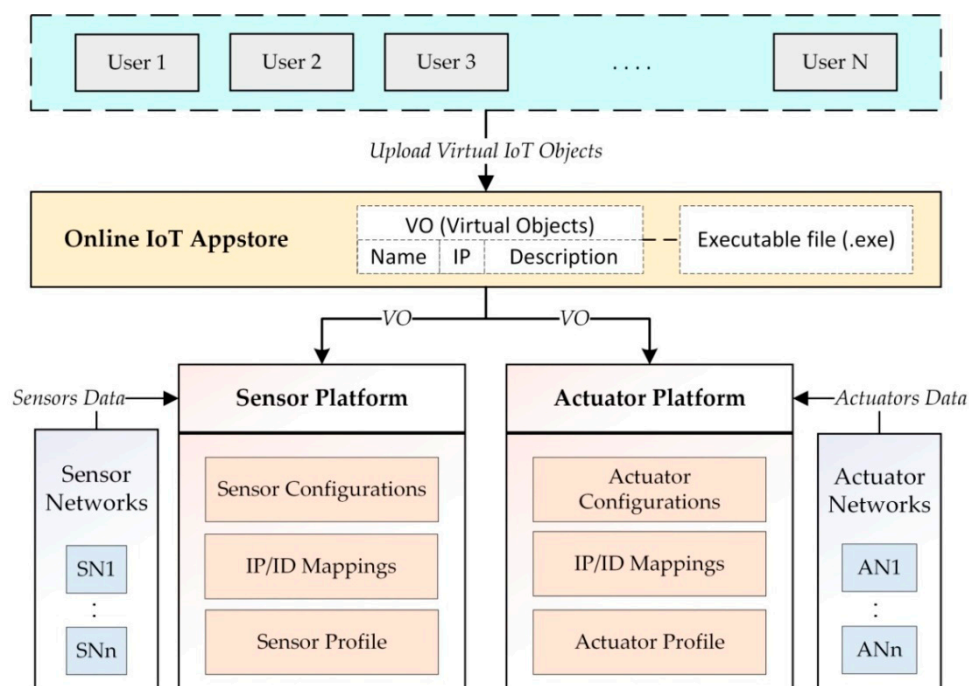 User 1
User 2
User 3
. . . .
User N
Upload Virtual IoT Objects
Online IoT Appstore
VO (Virtual Objects)
Name
IP
Description
Executable file (.exe)
VO
VO
Sensors Data
Sensor Platform
Actuator Platform
Actuators Data
Sensor
Networks
SN1
:
SNn
Sensor Configurations
IP/ID Mappings
Sensor Profile
Actuator
Configurations
IP/ID Mappings
Actuator Profile
Actuator
Networks
AN1
:
ANn